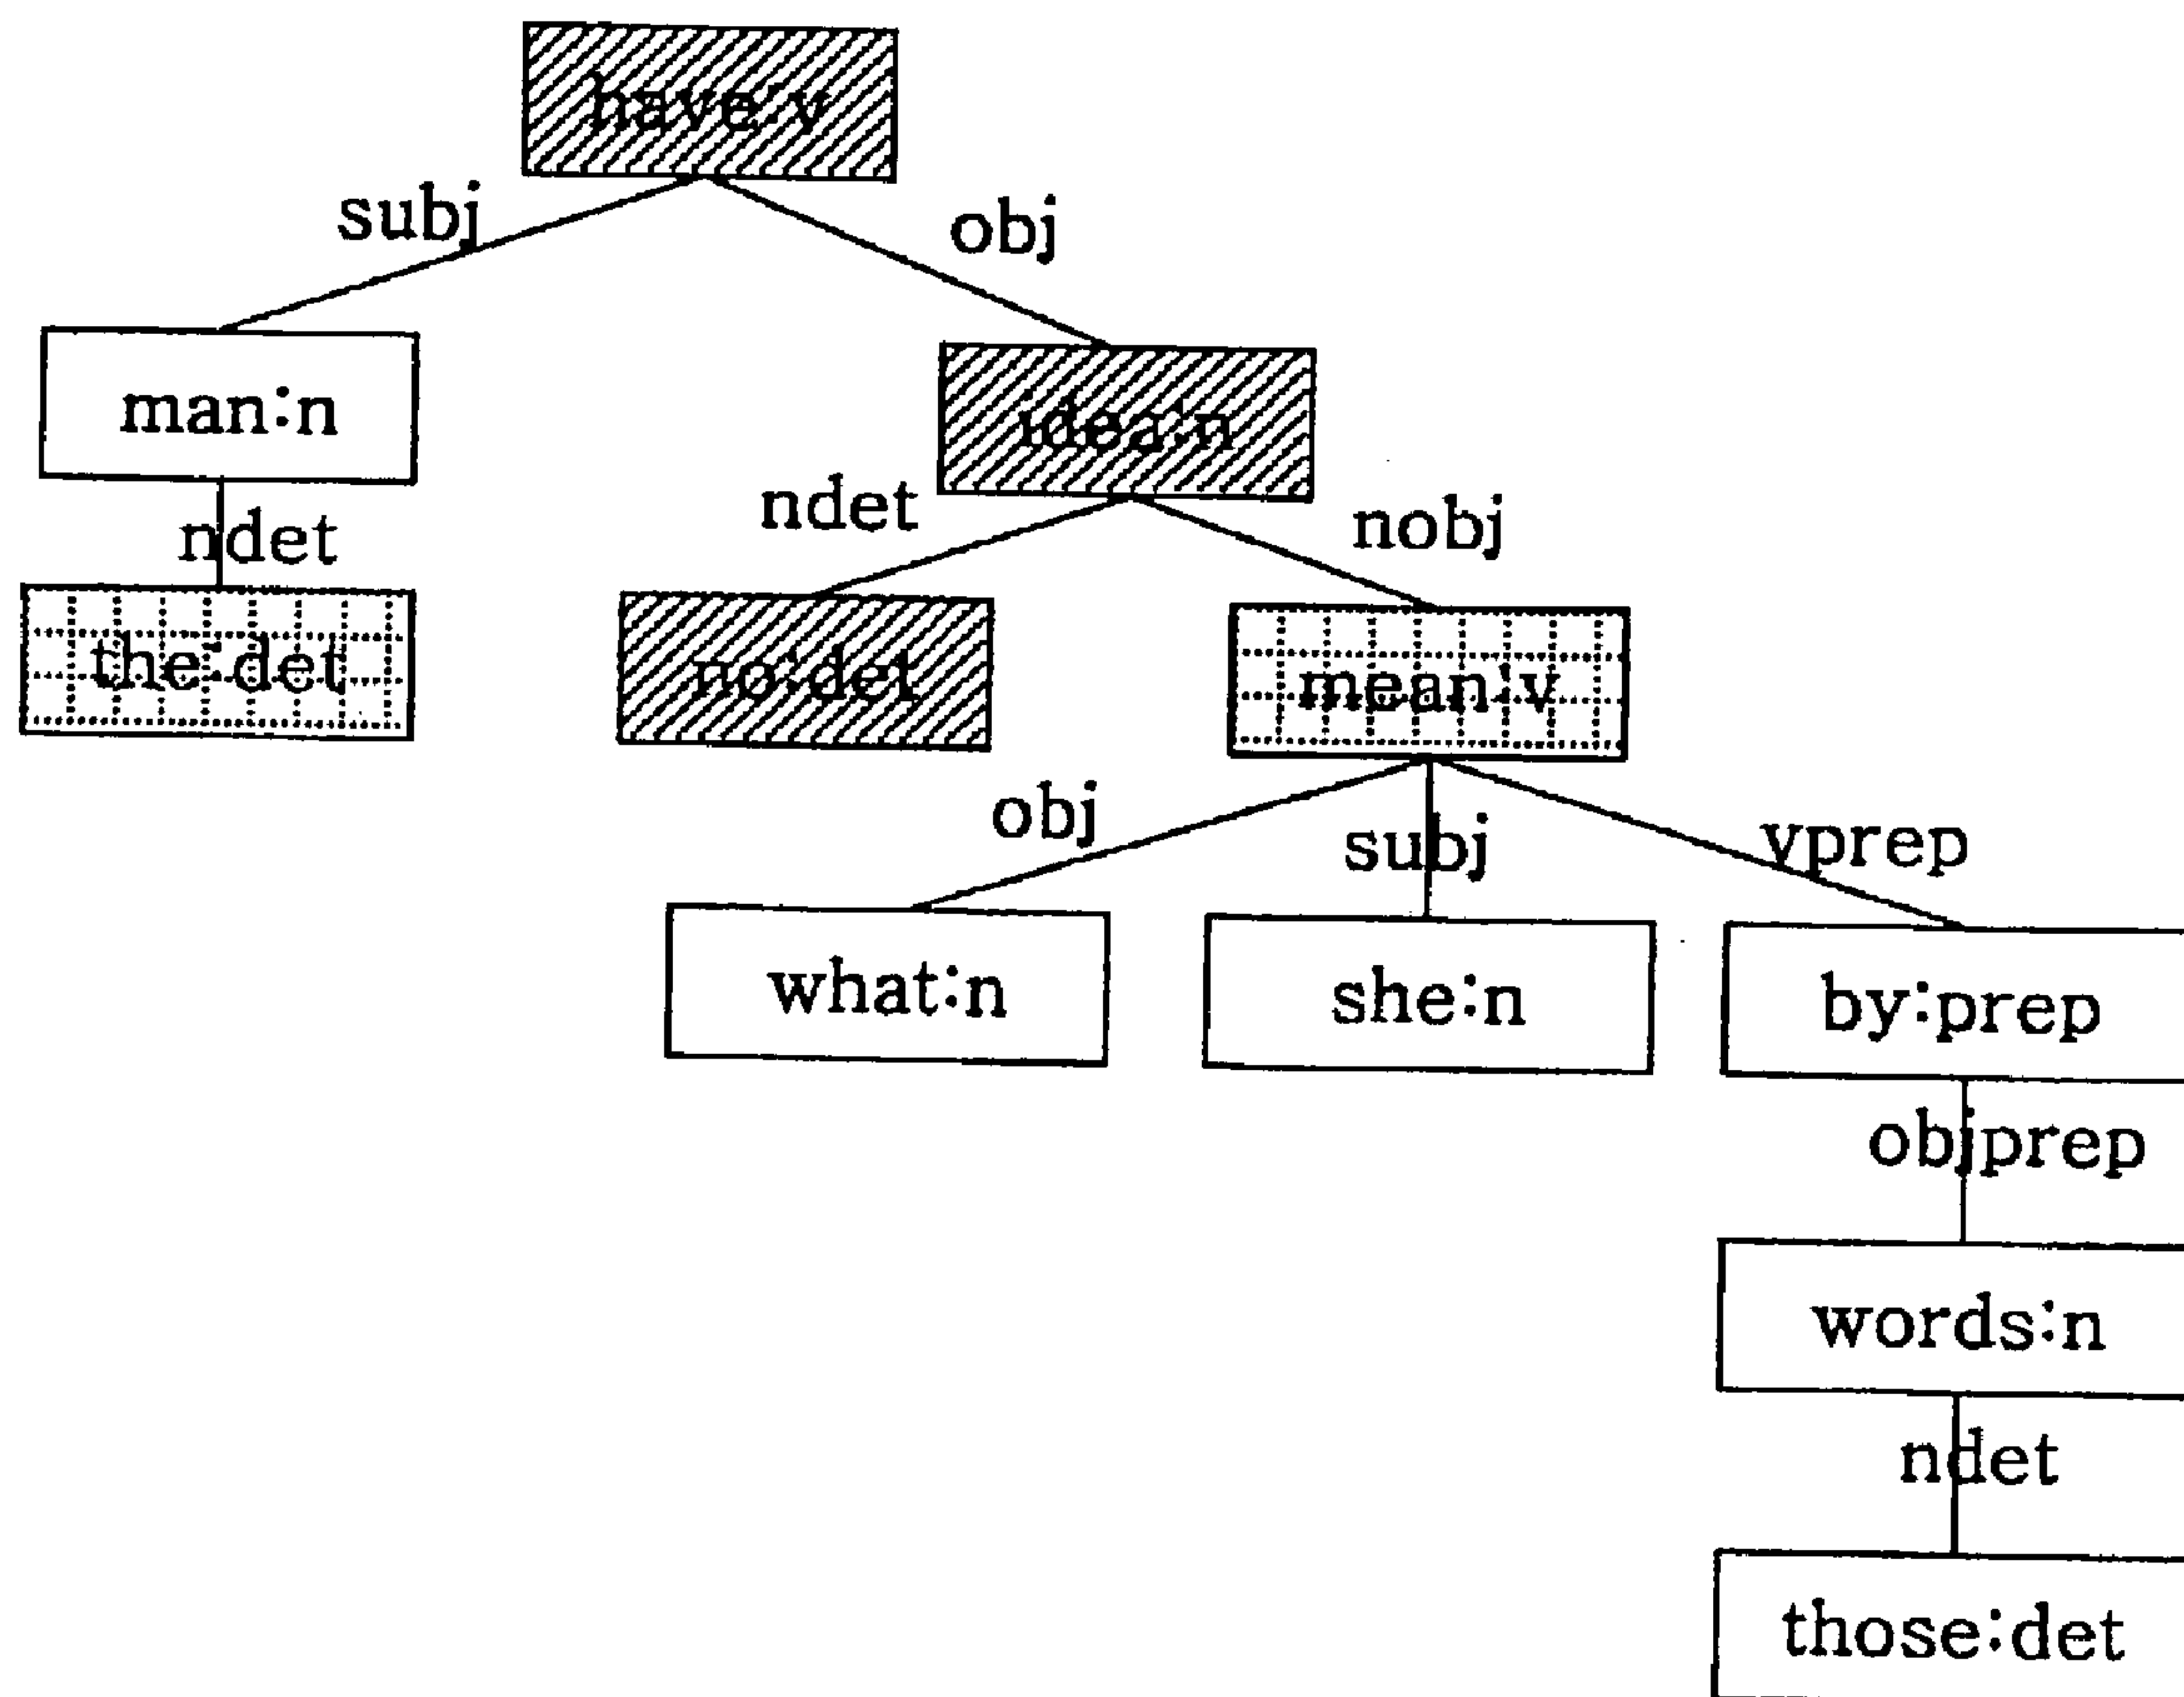 have:v
subj
obj
man:n
idea:n
ndet
ndet
nobj
the:det
no:det
mean:v
obj
subj
vprep
what:n
she:n
by:prep
objprep
words:n
ndet
those:det